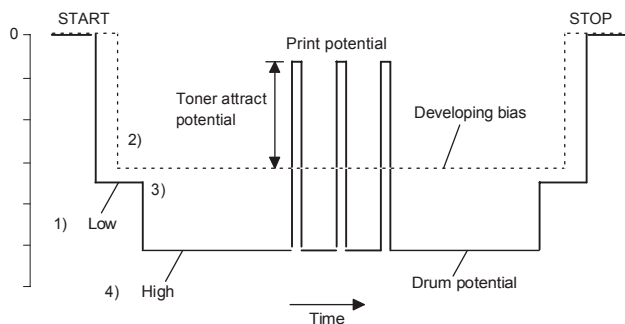 START
STOP
0
Print potential
Toner attract
potential
Developing bias
2)
3)
1) Low
4) High
Drum potential
Time